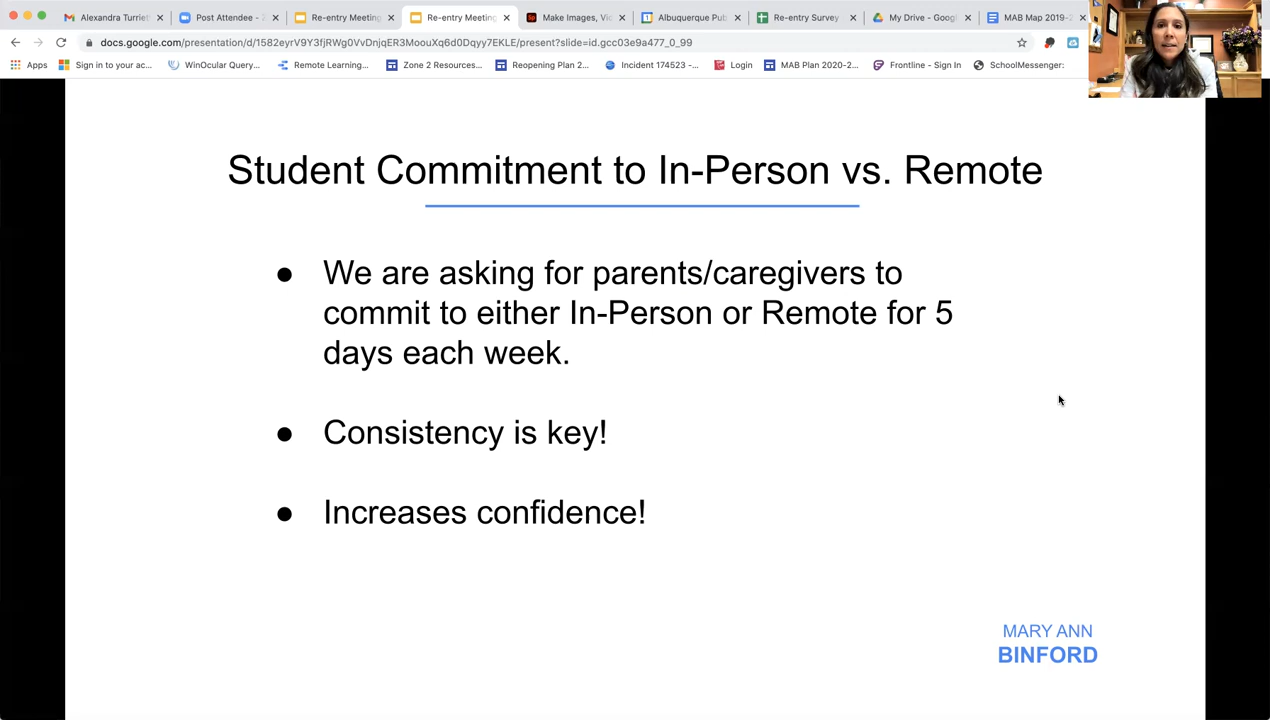 Alexandra Turriet
Post Attendee - Z
Re-entry Meeting
Re-entry Meeting
Make Images, Vid
Albuquerque Pub
Re-entry Survey
My Drive - Googl
MAB Map 2019-2
docs.google.com/presentation/d/1582eyrV9Y3fjRWg0VvDnjqER3MoouXq6d0Dqyy7EKLE/present?slide=id.gcc03e9a477_0_99
Apps
Sign in to your ac...
WinOcular Query...
Remote Learning...
Zone 2 Resources...
Reopening Plan 2...
Incident 174523 -...
Login
MAB Plan 2020-2...
Frontline - Sign In
SchoolMessenger:
Student Commitment to In-Person vs. Remote
● We are asking for parents/caregivers to
commit to either In-Person or Remote for 5
days each week.
● Consistency is key!
● Increases confidence!
MARY ANN
BINFORD